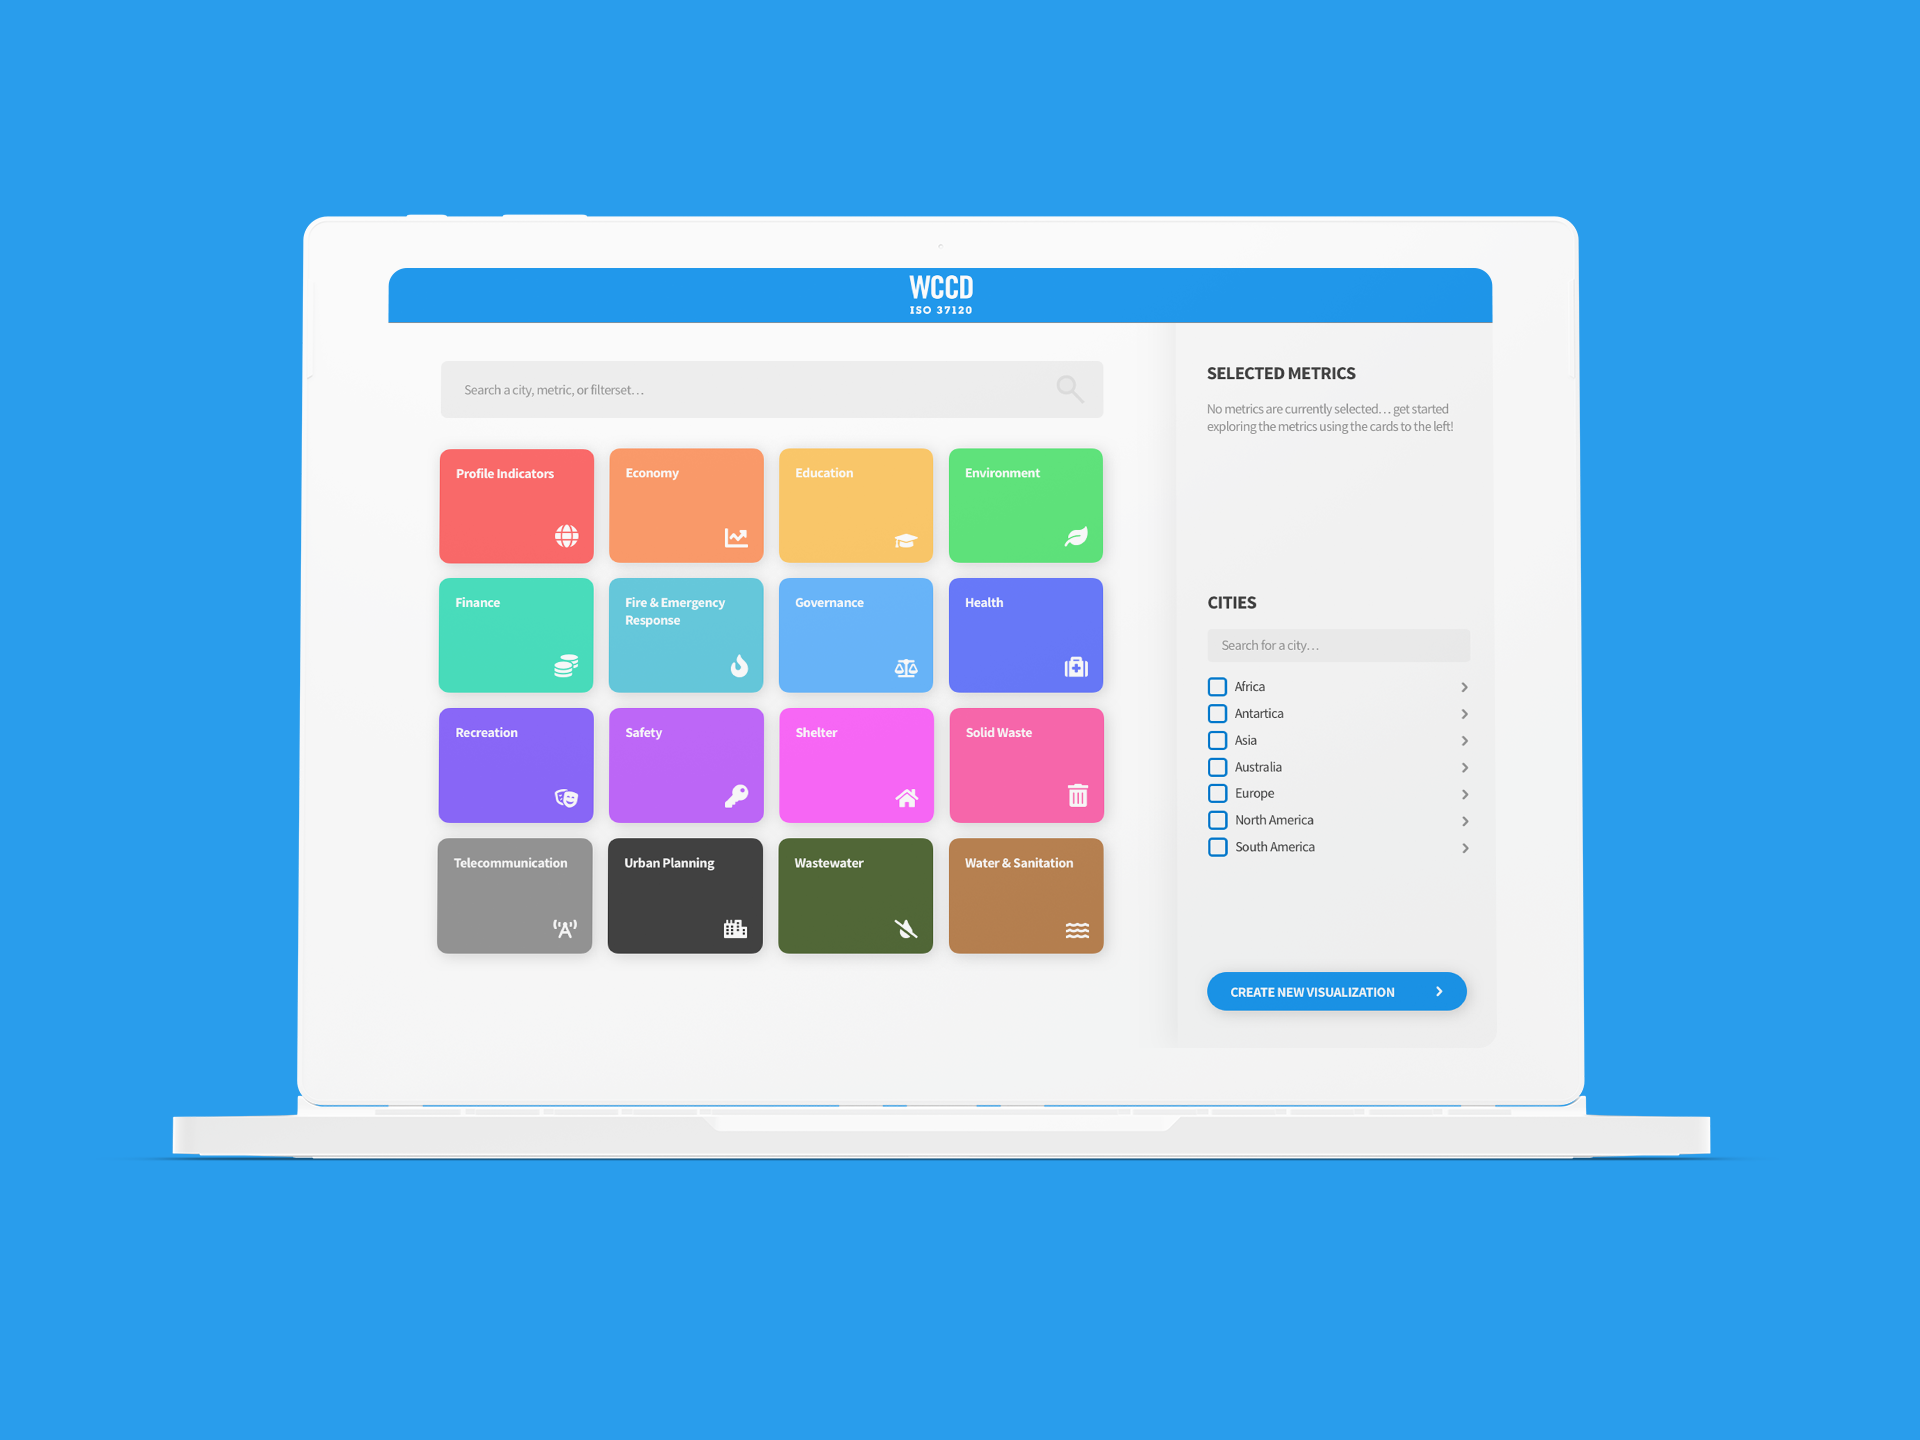 WCCD
ISO 37120
Search a city, metric, or filterset...
Profile Indicators
Economy
Education
Environment
Finance
Fire & Emergency
Response
Governance
Health
Recreation
Safety
Shelter
Solid Waste
Telecommunication
Urban Planning
Wastewater
Water & Sanitation
SELECTED METRICS
No metrics are currently selected... get started
exploring the metrics using the cards to the left!
CITIES
Search for a city...
Africa
Antartica
Asia
Australia
Europe
North America
South America
CREATE NEW VISUALIZATION